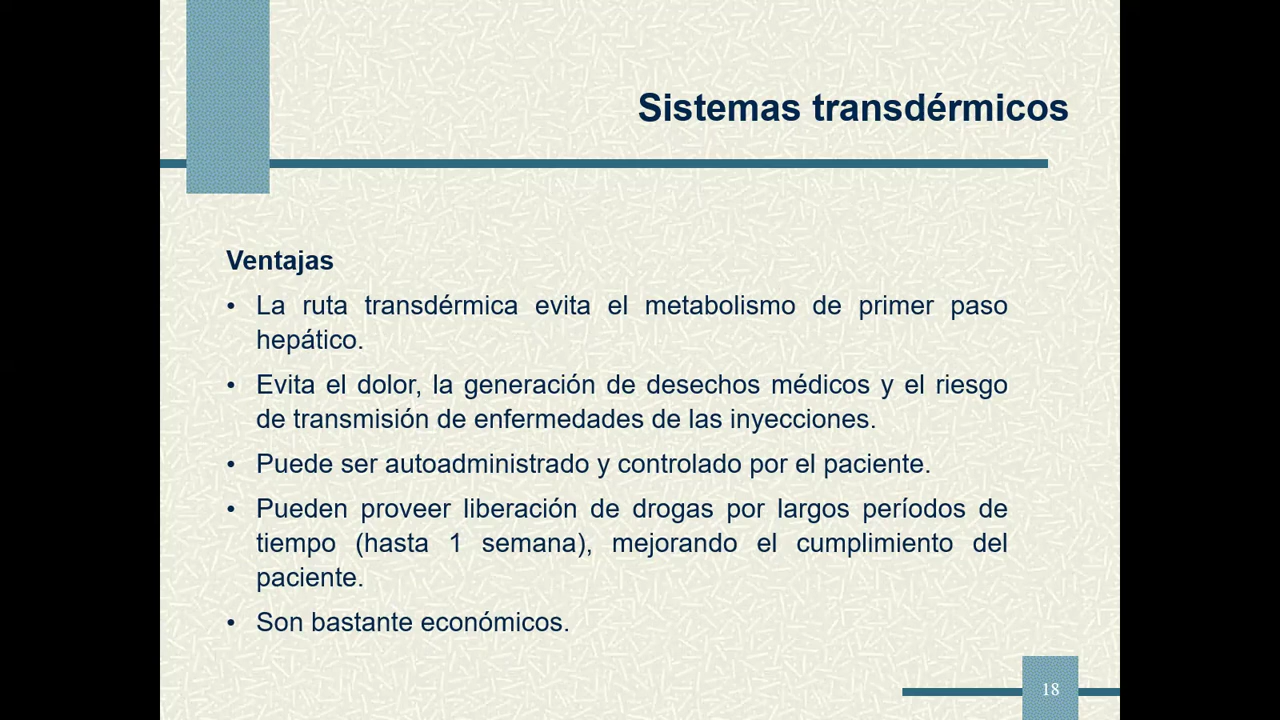 Sistemas transdérmicos
Ventajas
• La ruta transdérmica evita el metabolismo de primer paso
hepático.
• Evita el dolor, la generación de desechos médicos y el riesgo
de transmisión de enfermedades de las inyecciones.
• Puede ser autoadministrado y controlado por el paciente.
• Pueden proveer liberación de drogas por largos períodos de
tiempo (hasta 1 semana), mejorando el cumplimiento del
paciente.
• Son bastante económicos.
18